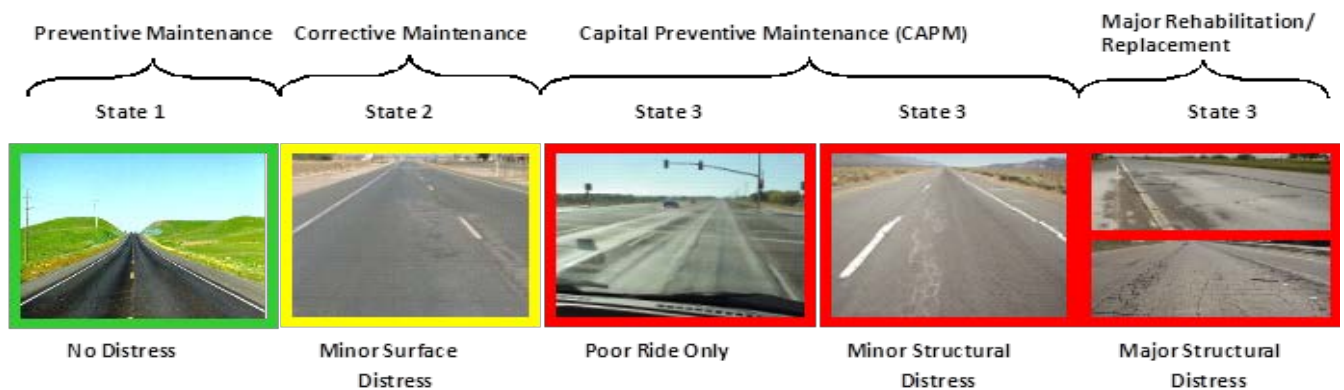 Preventive Maintenance
Corrective Maintenance
Capital Preventive Maintenance (CAPM)
Major Rehabilitation/
Replacement
State 1
State 2
State 3
State 3
State 3
No Distress
Minor Surface
Distress
Poor Ride Only
Minor Structural
Distress
Major Structural
Distress